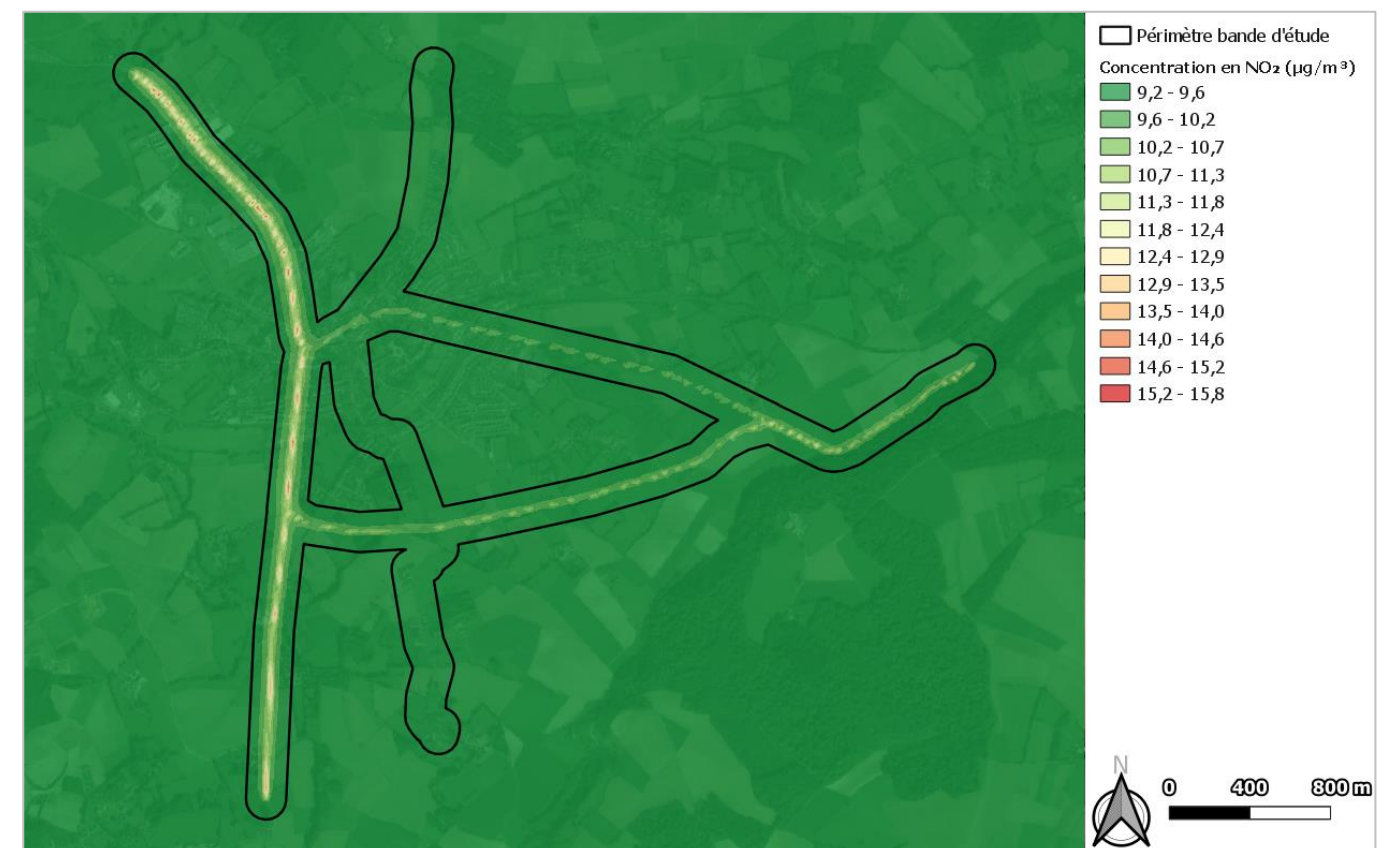 Périmètre bande d'étude
Concentration en NO₂ (µg/m³)
9,2 - 9,6
9,6 - 10,2
10,2 - 10,7
10,7 - 11,3
11,3 - 11,8
11,8 - 12,4
12,4 - 12,9
12,9 - 13,5
13,5 - 14,0
14,0 - 14,6
14,6 - 15,2
15,2 - 15,8
N
0 400 800 m